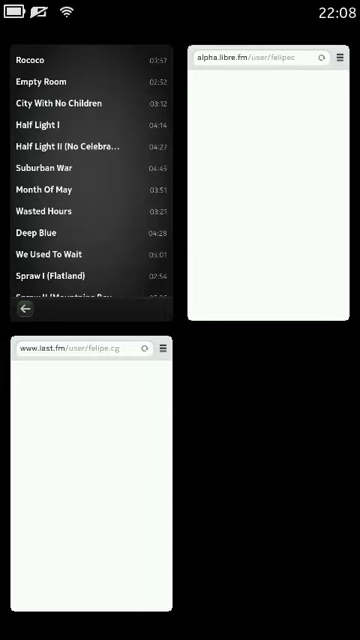 22:08
Rococo 03:57
Empty Room 02:52
City With No Children 03:12
Half Light I 04:14
Half Light II (No Celebra... 04:27
Suburban War 04:45
Month Of May 03:51
Wasted Hours 03:21
Deep Blue 04:28
We Used To Wait 05:01
Spraw I (Flatland) 02:54
alpha.libre.fm/user/felipec
www.last.fm/user/felipe.cg